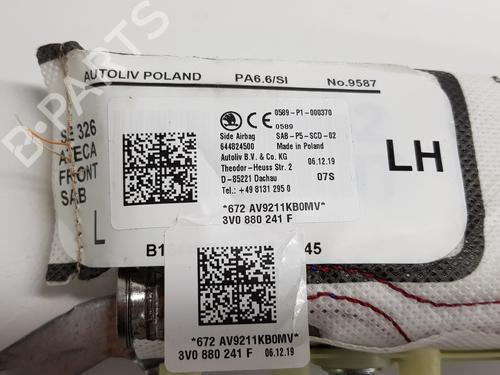 AUTOLIV POLAND PA6.6/SI No.9587
SE 326
ATECA
FRONT
SAB
L
0589-P1-000370
0589
Side Airbag SAB-P5-SCD-02
644824500 Made in Poland
Autoliv B.V. & Co. KG
Theodor-Heuss Str. 2 06.12.19
D-85221 Dachau 07S
Tel.: +49 8131 295 0
*672 AV9211KB0MV*
3V0 880 241 F
LH
45
*672 AV9211KB0MV*
3V0 880 241 F 06.12.19